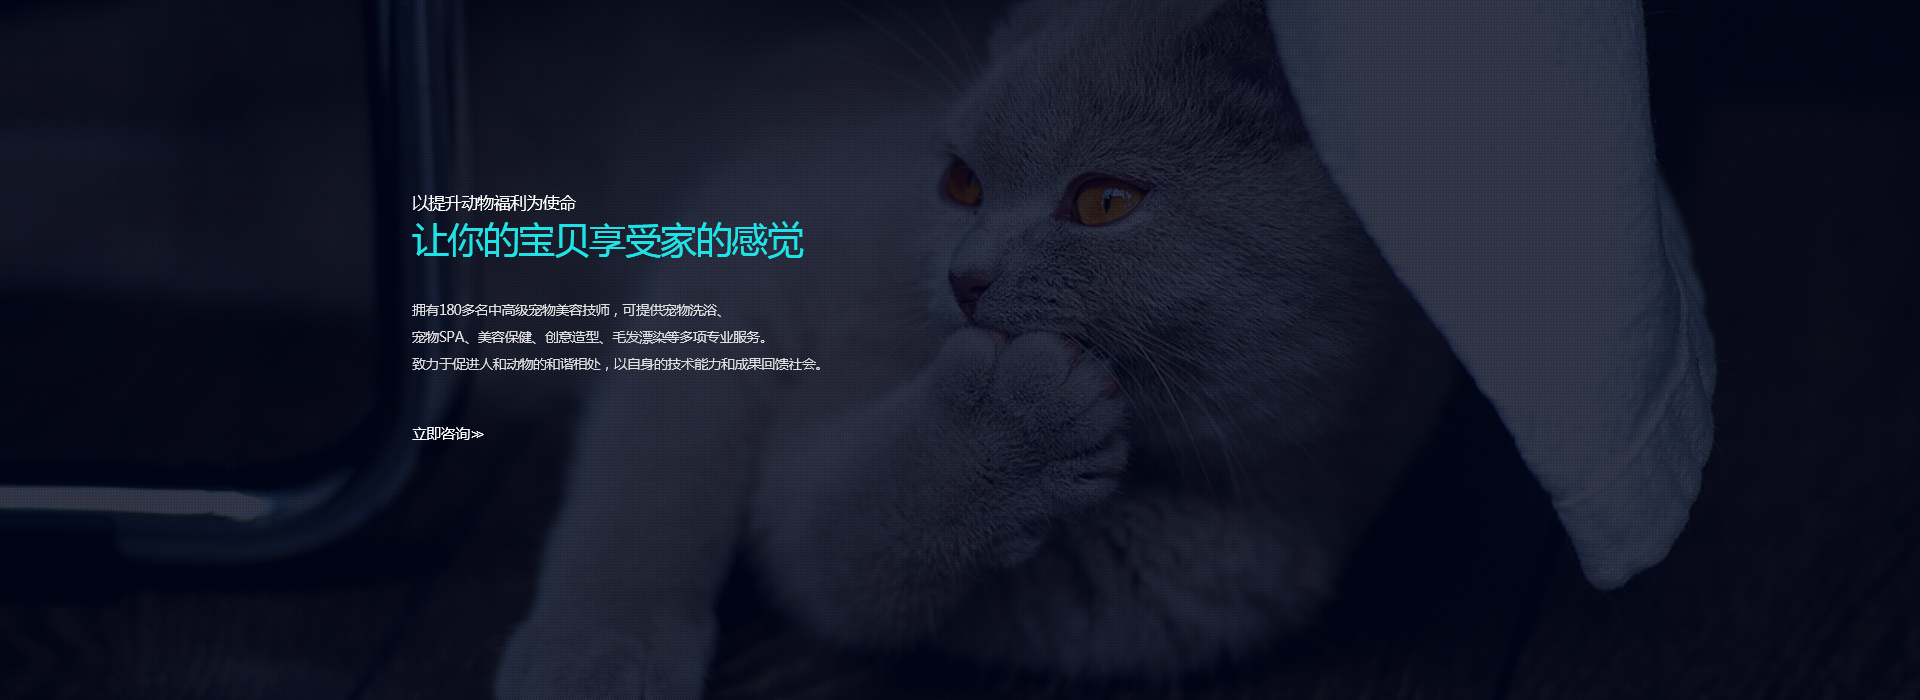 以提升动物福利为使命
让你的宝贝享受家的感觉
拥有180多名中高级宠物美容技师，可提供宠物洗浴、
宠物SPA、美容保健、创意造型、毛发漂染等多项专业服务。
致力于促进人和动物的和谐相处，以自身的技术能力和成果回馈社会。
立即咨询>>